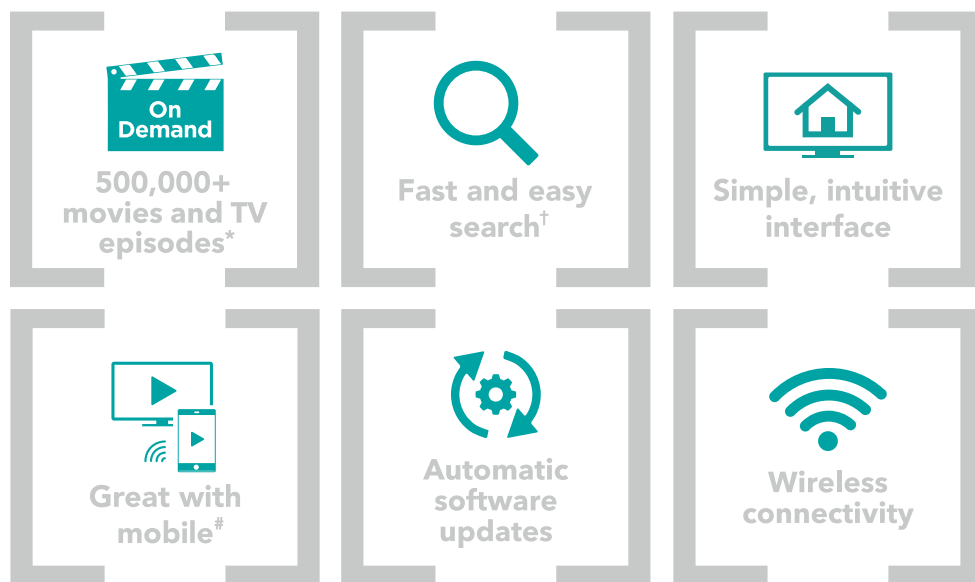 On
Demand
500,000+
movies and TV
episodes*
Fast and easy
search†
Simple, intuitive
interface
Great with
mobile#
Automatic
software
updates
Wireless
connectivity